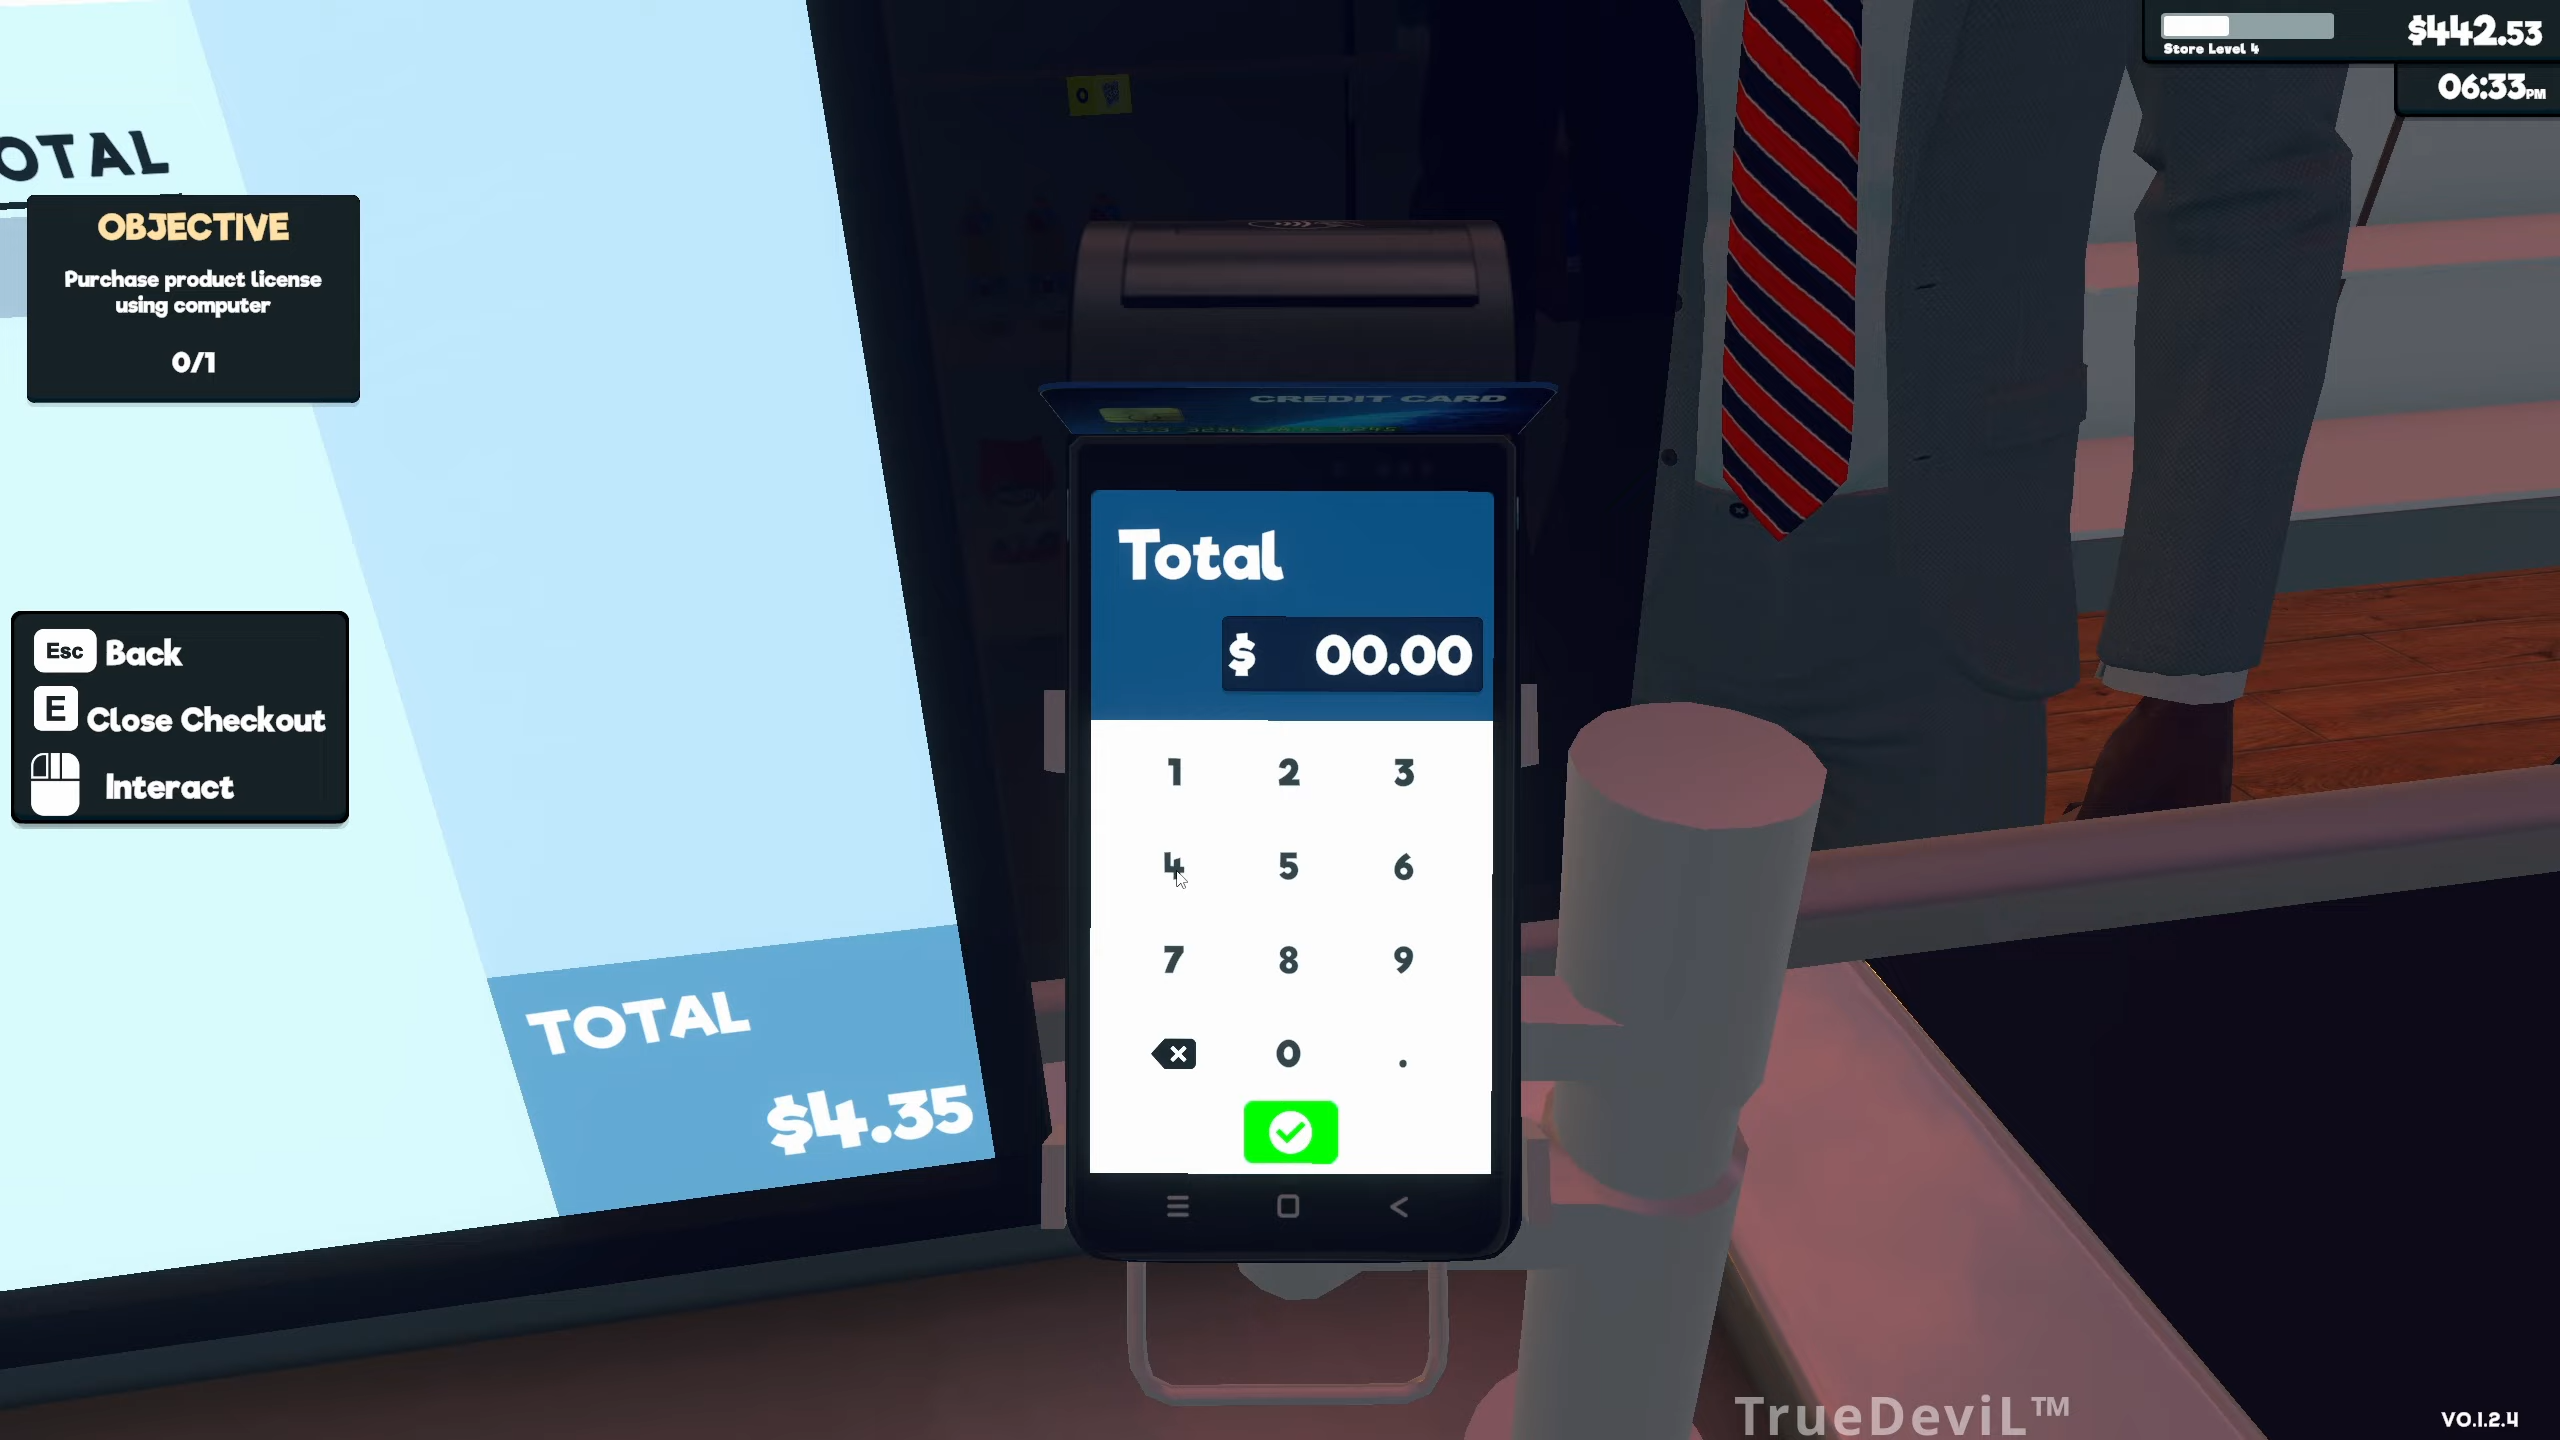 Store Level 4
$442.53
06:33PM
OTAL
OBJECTIVE
Purchase product license
using computer
0/1
CREDIT CARD
Total
$ 00.00
Esc Back
E Close Checkout
Interact
1 2 3
4 5 6
7 8 9
0 .
TOTAL
$4.35
TrueDeviL™
V0.1.2.4